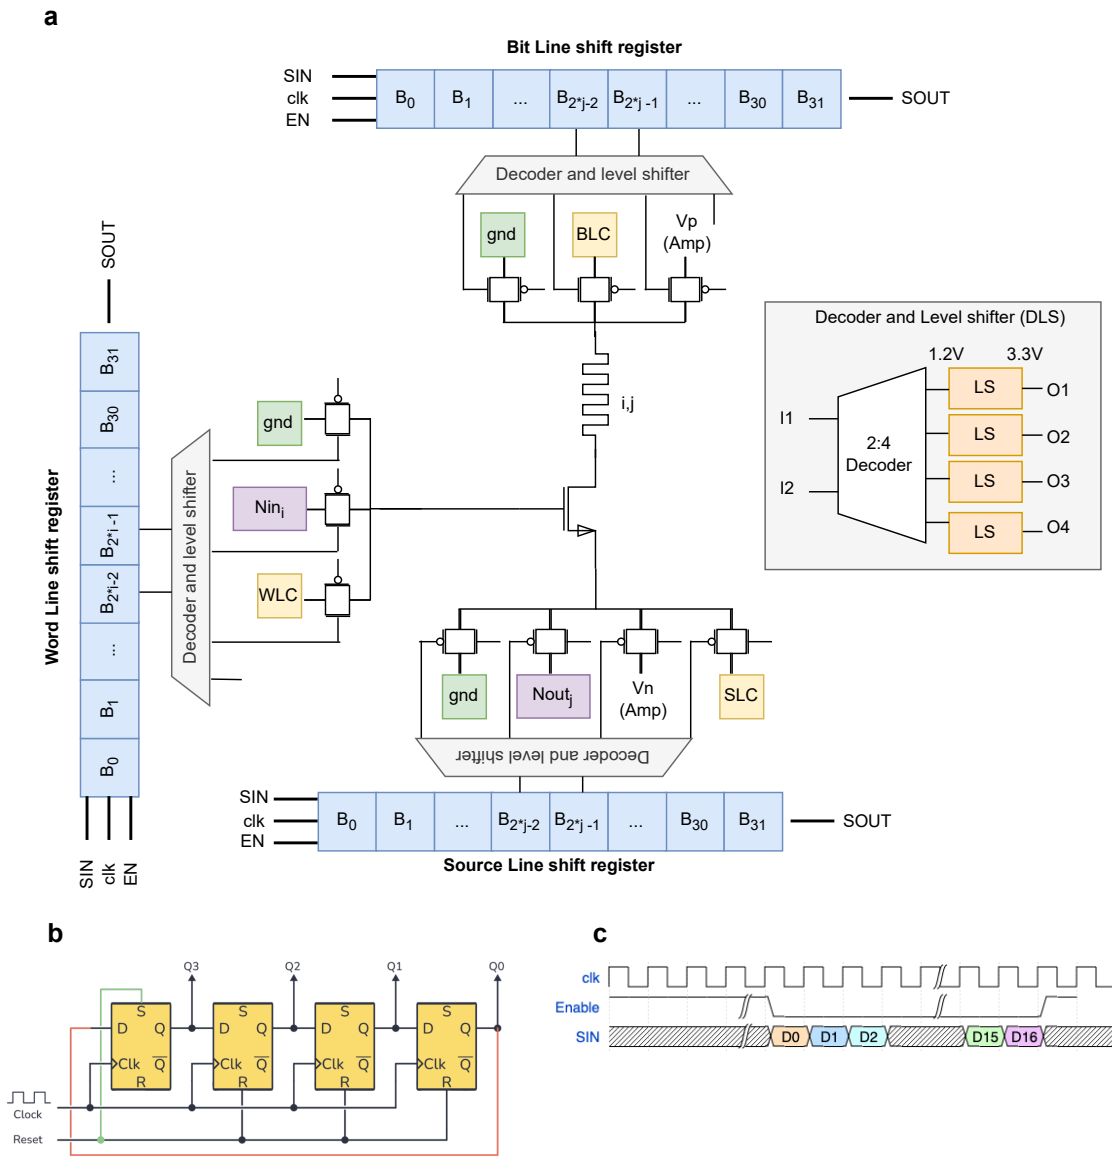 a
Bit Line shift register
SIN
clk
EN
B0 B1 ... B2*j-2 B2*j -1 ... B30 B31
SOUT
Decoder and level shifter
gnd
BLC
Vp
(Amp)
SOUT
Word Line shift register
B31
B30
...
B2*i -1
B2*i-2
...
B1
B0
SIN
clk
EN
Decoder and level shifter
gnd
Nini
WLC
i,j
Decoder and Level shifter (DLS)
1.2V 3.3V
I1
I2
2:4
Decoder
LS O1
LS O2
LS O3
LS O4
gnd
Noutj
Vn
(Amp)
SLC
Decoder and level shifter
SIN
clk
EN
B0 B1 ... B2*j-2 B2*j -1 ... B30 B31
SOUT
Source Line shift register
b
Q3 Q2 Q1 Q0
S S S S
D Q D Q D Q D Q
Clk Q Clk Q Clk Q Clk Q
R R R R
Clock
Reset
c
clk
Enable
SIN
D0 D1 D2 D15 D16